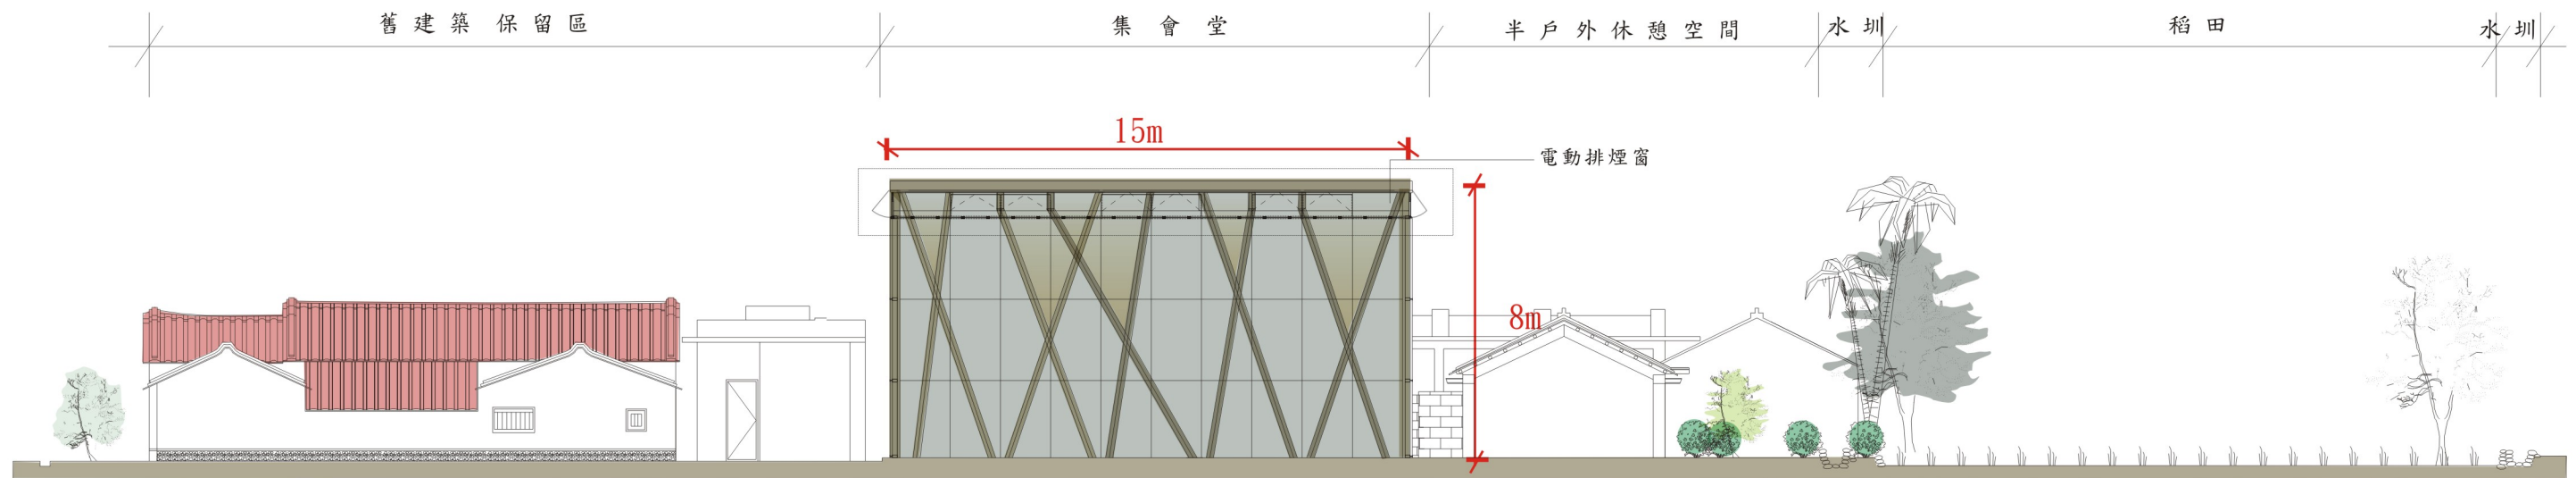 舊建築 保留區
集會堂
半戶外休憩空間
水圳
稻田
水圳
15m
電動排煙窗
8m